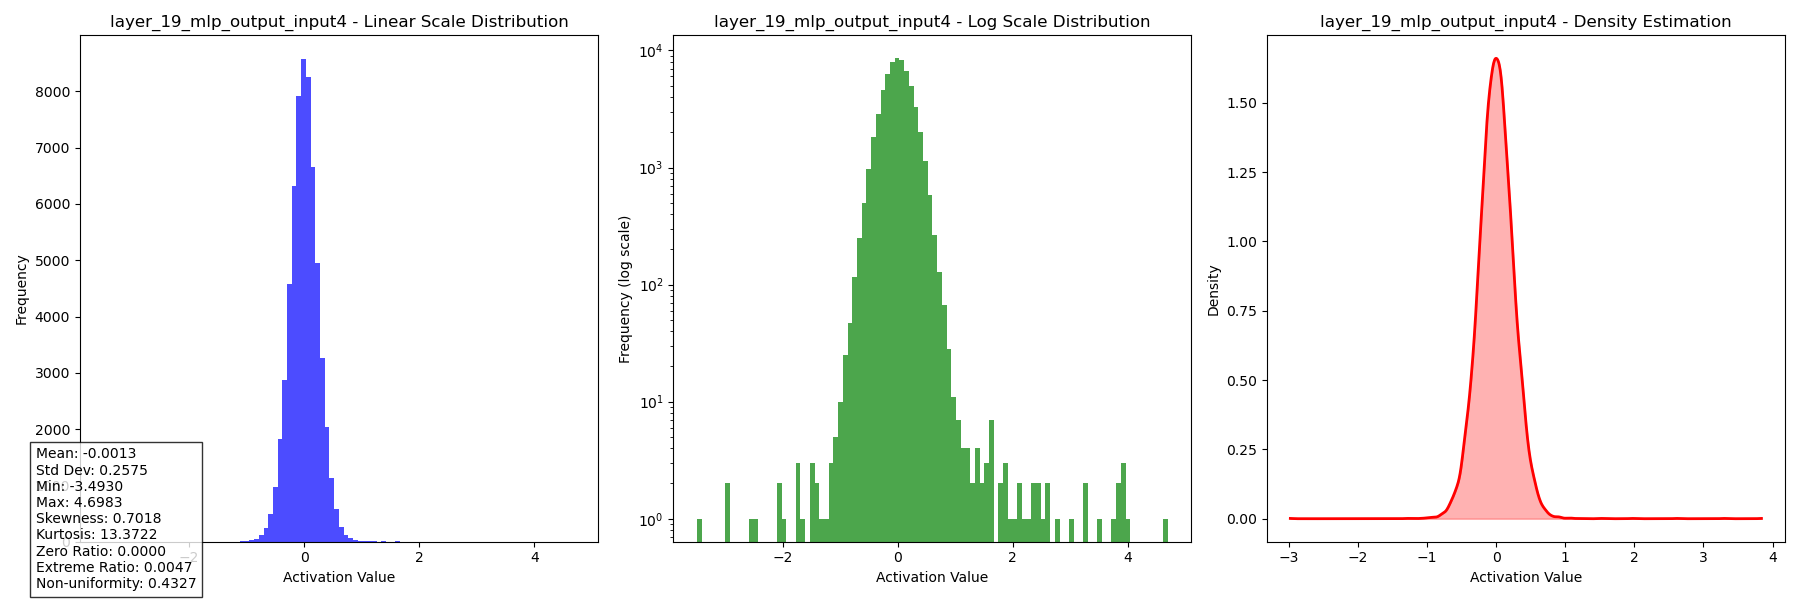 layer_19_mlp_output_input4 - Linear Scale Distribution
8000
7000
6000
5000
4000
3000
2000
0
Frequency
−2
0
2
4
Activation Value
Mean: -0.0013
Std Dev: 0.2575
Min: -3.4930
Max: 4.6983
Skewness: 0.7018
Kurtosis: 13.3722
Zero Ratio: 0.0000
Extreme Ratio: 0.0047
Non-uniformity: 0.4327
layer_19_mlp_output_input4 - Log Scale Distribution
10^4
10^3
10^2
10^1
10^0
Frequency (log scale)
−2
0
2
4
Activation Value
layer_19_mlp_output_input4 - Density Estimation
1.50
1.25
1.00
0.75
0.50
0.25
0.00
Density
−3
−2
−1
0
1
2
3
4
Activation Value